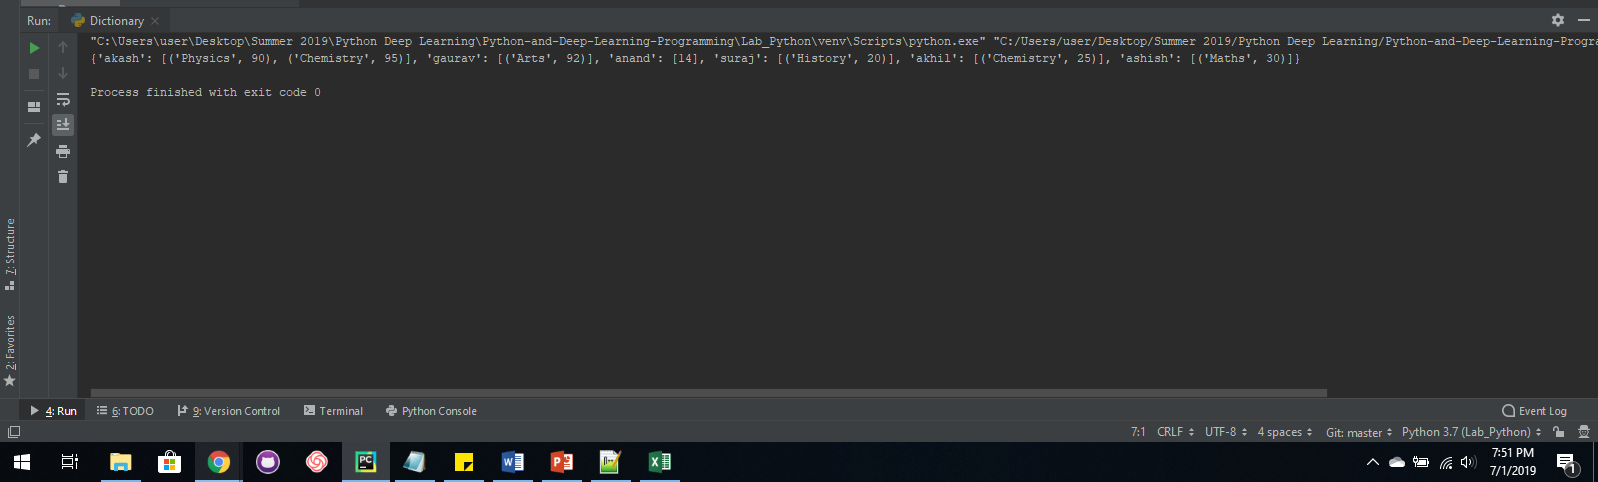 Run: Dictionary
"C:\Users\user\Desktop\Summer 2019\Python Deep Learning\Python-and-Deep-Learning-Programming\Lab_Python\venv\Scripts\python.exe" "C:/Users/user/Desktop/Summer 2019/Python Deep Learning/Python-and-Deep-Learning-Progra
{'akash': [('Physics', 90), ('Chemistry', 95)], 'gaurav': [('Arts', 92)], 'anand': [14], 'suraj': [('History', 20)], 'akhil': [('Chemistry', 25)], 'ashish': [('Maths', 30)]}
Process finished with exit code 0
7: Structure
2: Favorites
4: Run 6: TODO 9: Version Control Terminal Python Console Event Log
7:1 CRLF UTF-8 4 spaces Git: master Python 3.7 (Lab_Python)
PC W P X 7:51 PM
7/1/2019 1